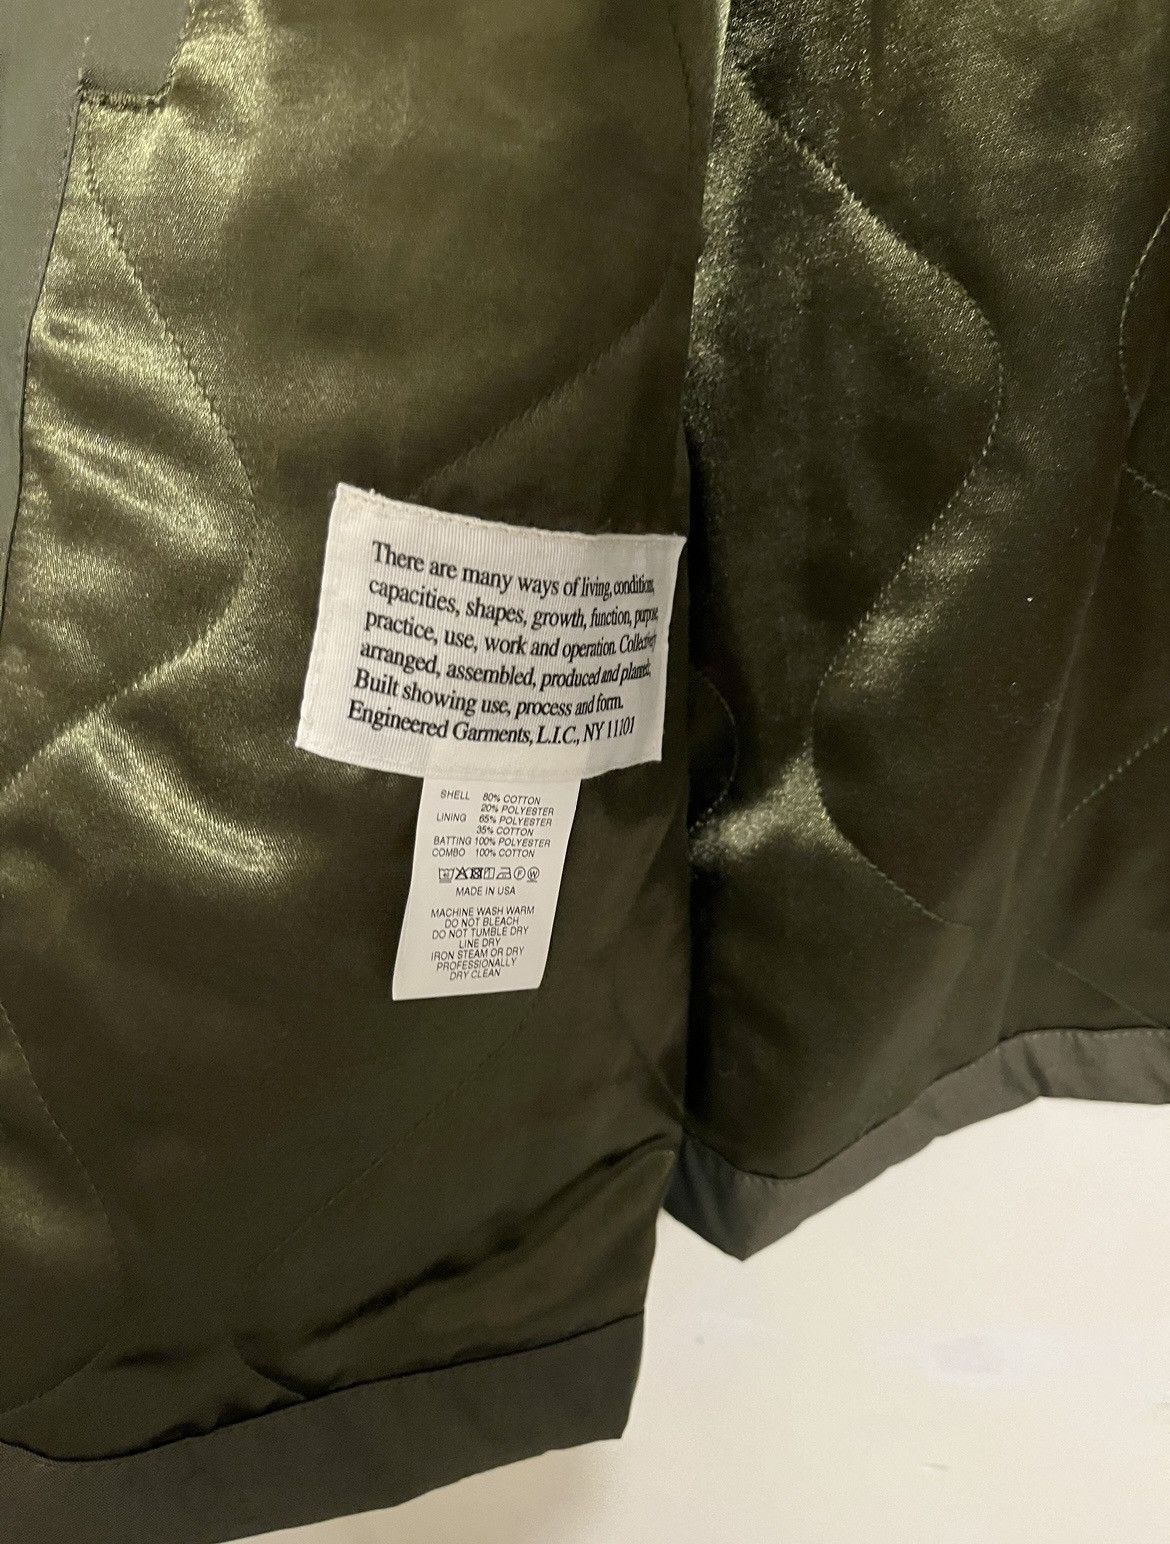 There are many ways of living, condition,
capacities, shapes, growth, function, purpose,
practice, use, work and operation. Collectively
arranged, assembled, produced and planned.
Built showing use, process and form.
Engineered Garments, L.I.C., NY 11101
SHELL 80% COTTON
20% POLYESTER
LINING 65% POLYESTER
35% COTTON
BATTING 100% POLYESTER
COMBO 100% COTTON
MADE IN USA
MACHINE WASH WARM
DO NOT BLEACH
DO NOT TUMBLE DRY
LINE DRY
IRON STEAM OR DRY
PROFESSIONALLY
DRY CLEAN